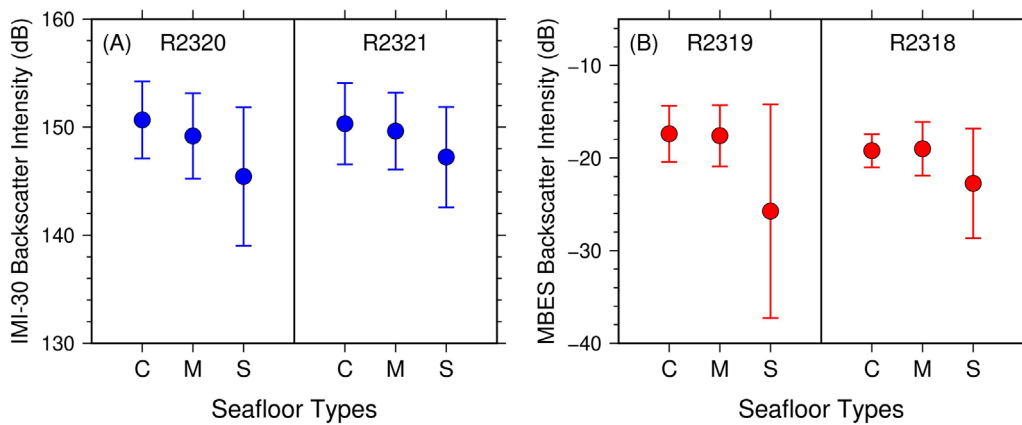 (A) R2320 R2321
IMI-30 Backscatter Intensity (dB)
160
150
140
130
C M S C M S
Seafloor Types
(B) R2319 R2318
MBES Backscatter Intensity (dB)
−10
−20
−30
−40
C M S C M S
Seafloor Types